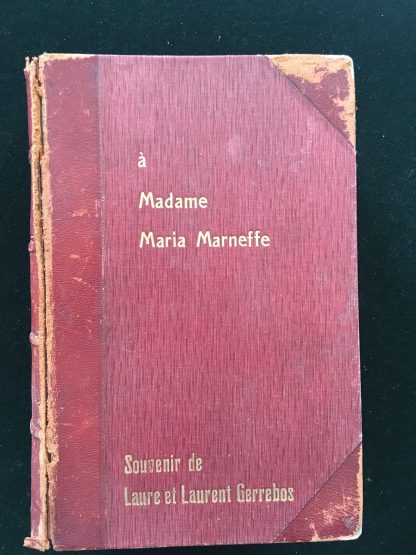 à
Madame
Maria Marneffe
Souvenir de
Laure et Laurent Gerrebos